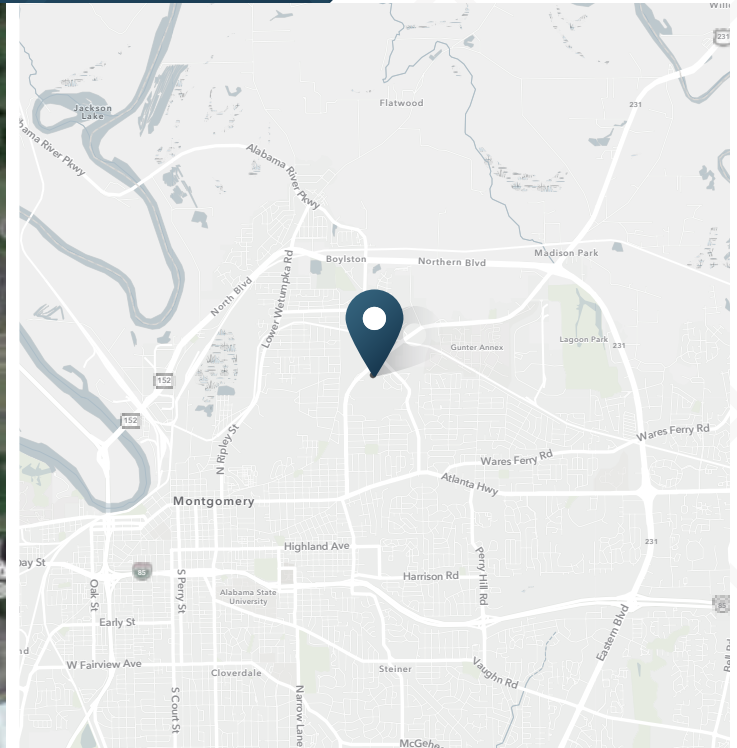 231
231
Flatwood
Jackson
Lake
Alabama River Pkwy
Madison Park
Boylston
Northern Blvd
North Blvd
Lower Wetumpka Rd
Gunter Annex
Lagoon Park
231
152
152
N Ripley St
Wares Ferry Rd
Wares Ferry Rd
Atlanta Hwy
Montgomery
231
Highland Ave
85
Harrison Rd
Perry Hill Rd
Oak St
S Perry St
Alabama State
University
85
Early St
Eastern Blvd
W Fairview Ave
Cloverdale
Steiner
Vaughn Rd
S Court St
Narrow Lane